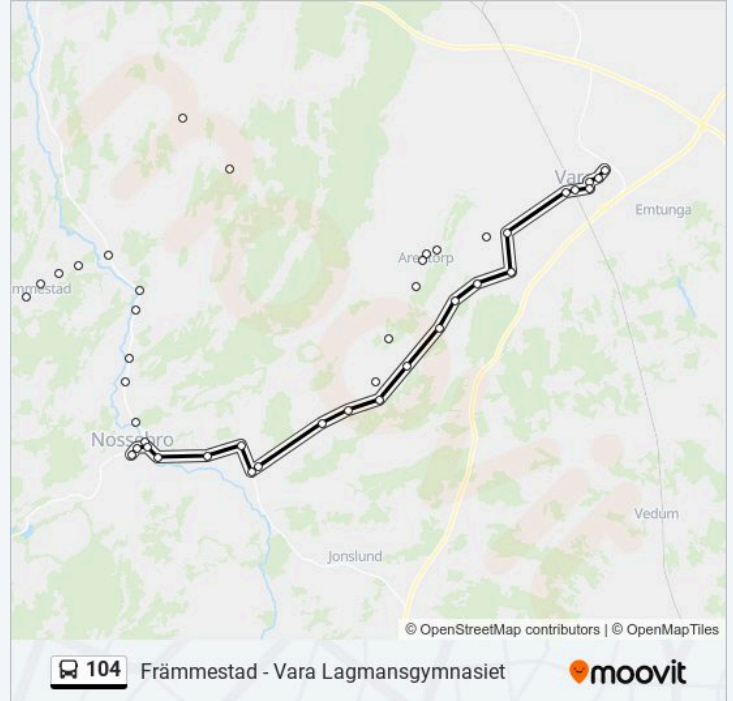 Vara
Emtunga
Arentorp
mmestad
Nossebro
Vedum
Jonslund
© OpenStreetMap contributors | © OpenMapTiles
104 Främmestad - Vara Lagmansgymnasiet moovit